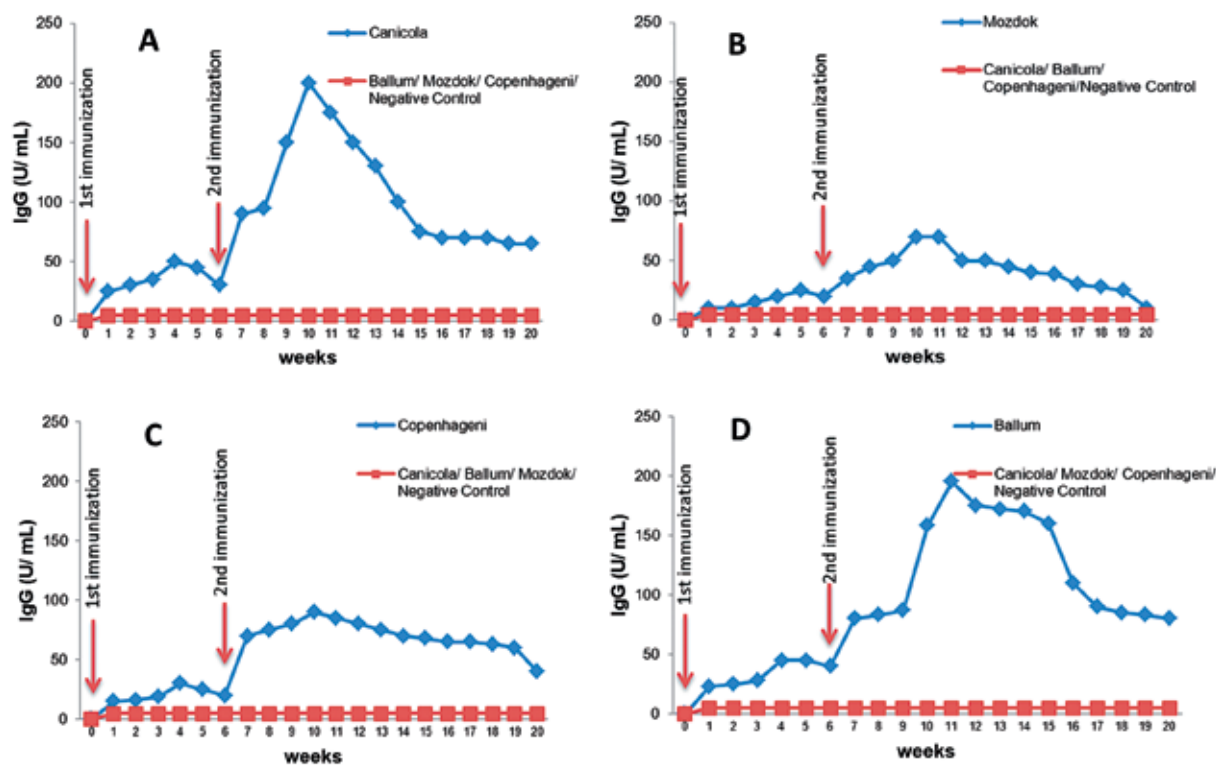 A
Canicola
Ballum/ Mozdok/ Copenhageni/
Negative Control
1st immunization
2nd immunization
IgG (U/ mL)
250
200
150
100
50
0
0 1 2 3 4 5 6 7 8 9 10 11 12 13 14 15 16 17 18 19 20
weeks
B
Mozdok
Canicola/ Ballum/
Copenhageni/Negative Control
1st immunization
2nd immunization
IgG (U/ mL)
250
200
150
100
50
0
0 1 2 3 4 5 6 7 8 9 10 11 12 13 14 15 16 17 18 19 20
weeks
C
Copenhageni
Canicola/ Ballum/ Mozdok/
Negative Control
1st immunization
2nd immunization
IgG (U/ mL)
250
200
150
100
50
0
0 1 2 3 4 5 6 7 8 9 10 11 12 13 14 15 16 17 18 19 20
weeks
D
Ballum
Canicola/ Mozdok/ Copenhageni/
Negative Control
1st immunization
2nd immunization
IgG (U/ mL)
250
200
150
100
50
0
0 1 2 3 4 5 6 7 8 9 10 11 12 13 14 15 16 17 18 19 20
weeks